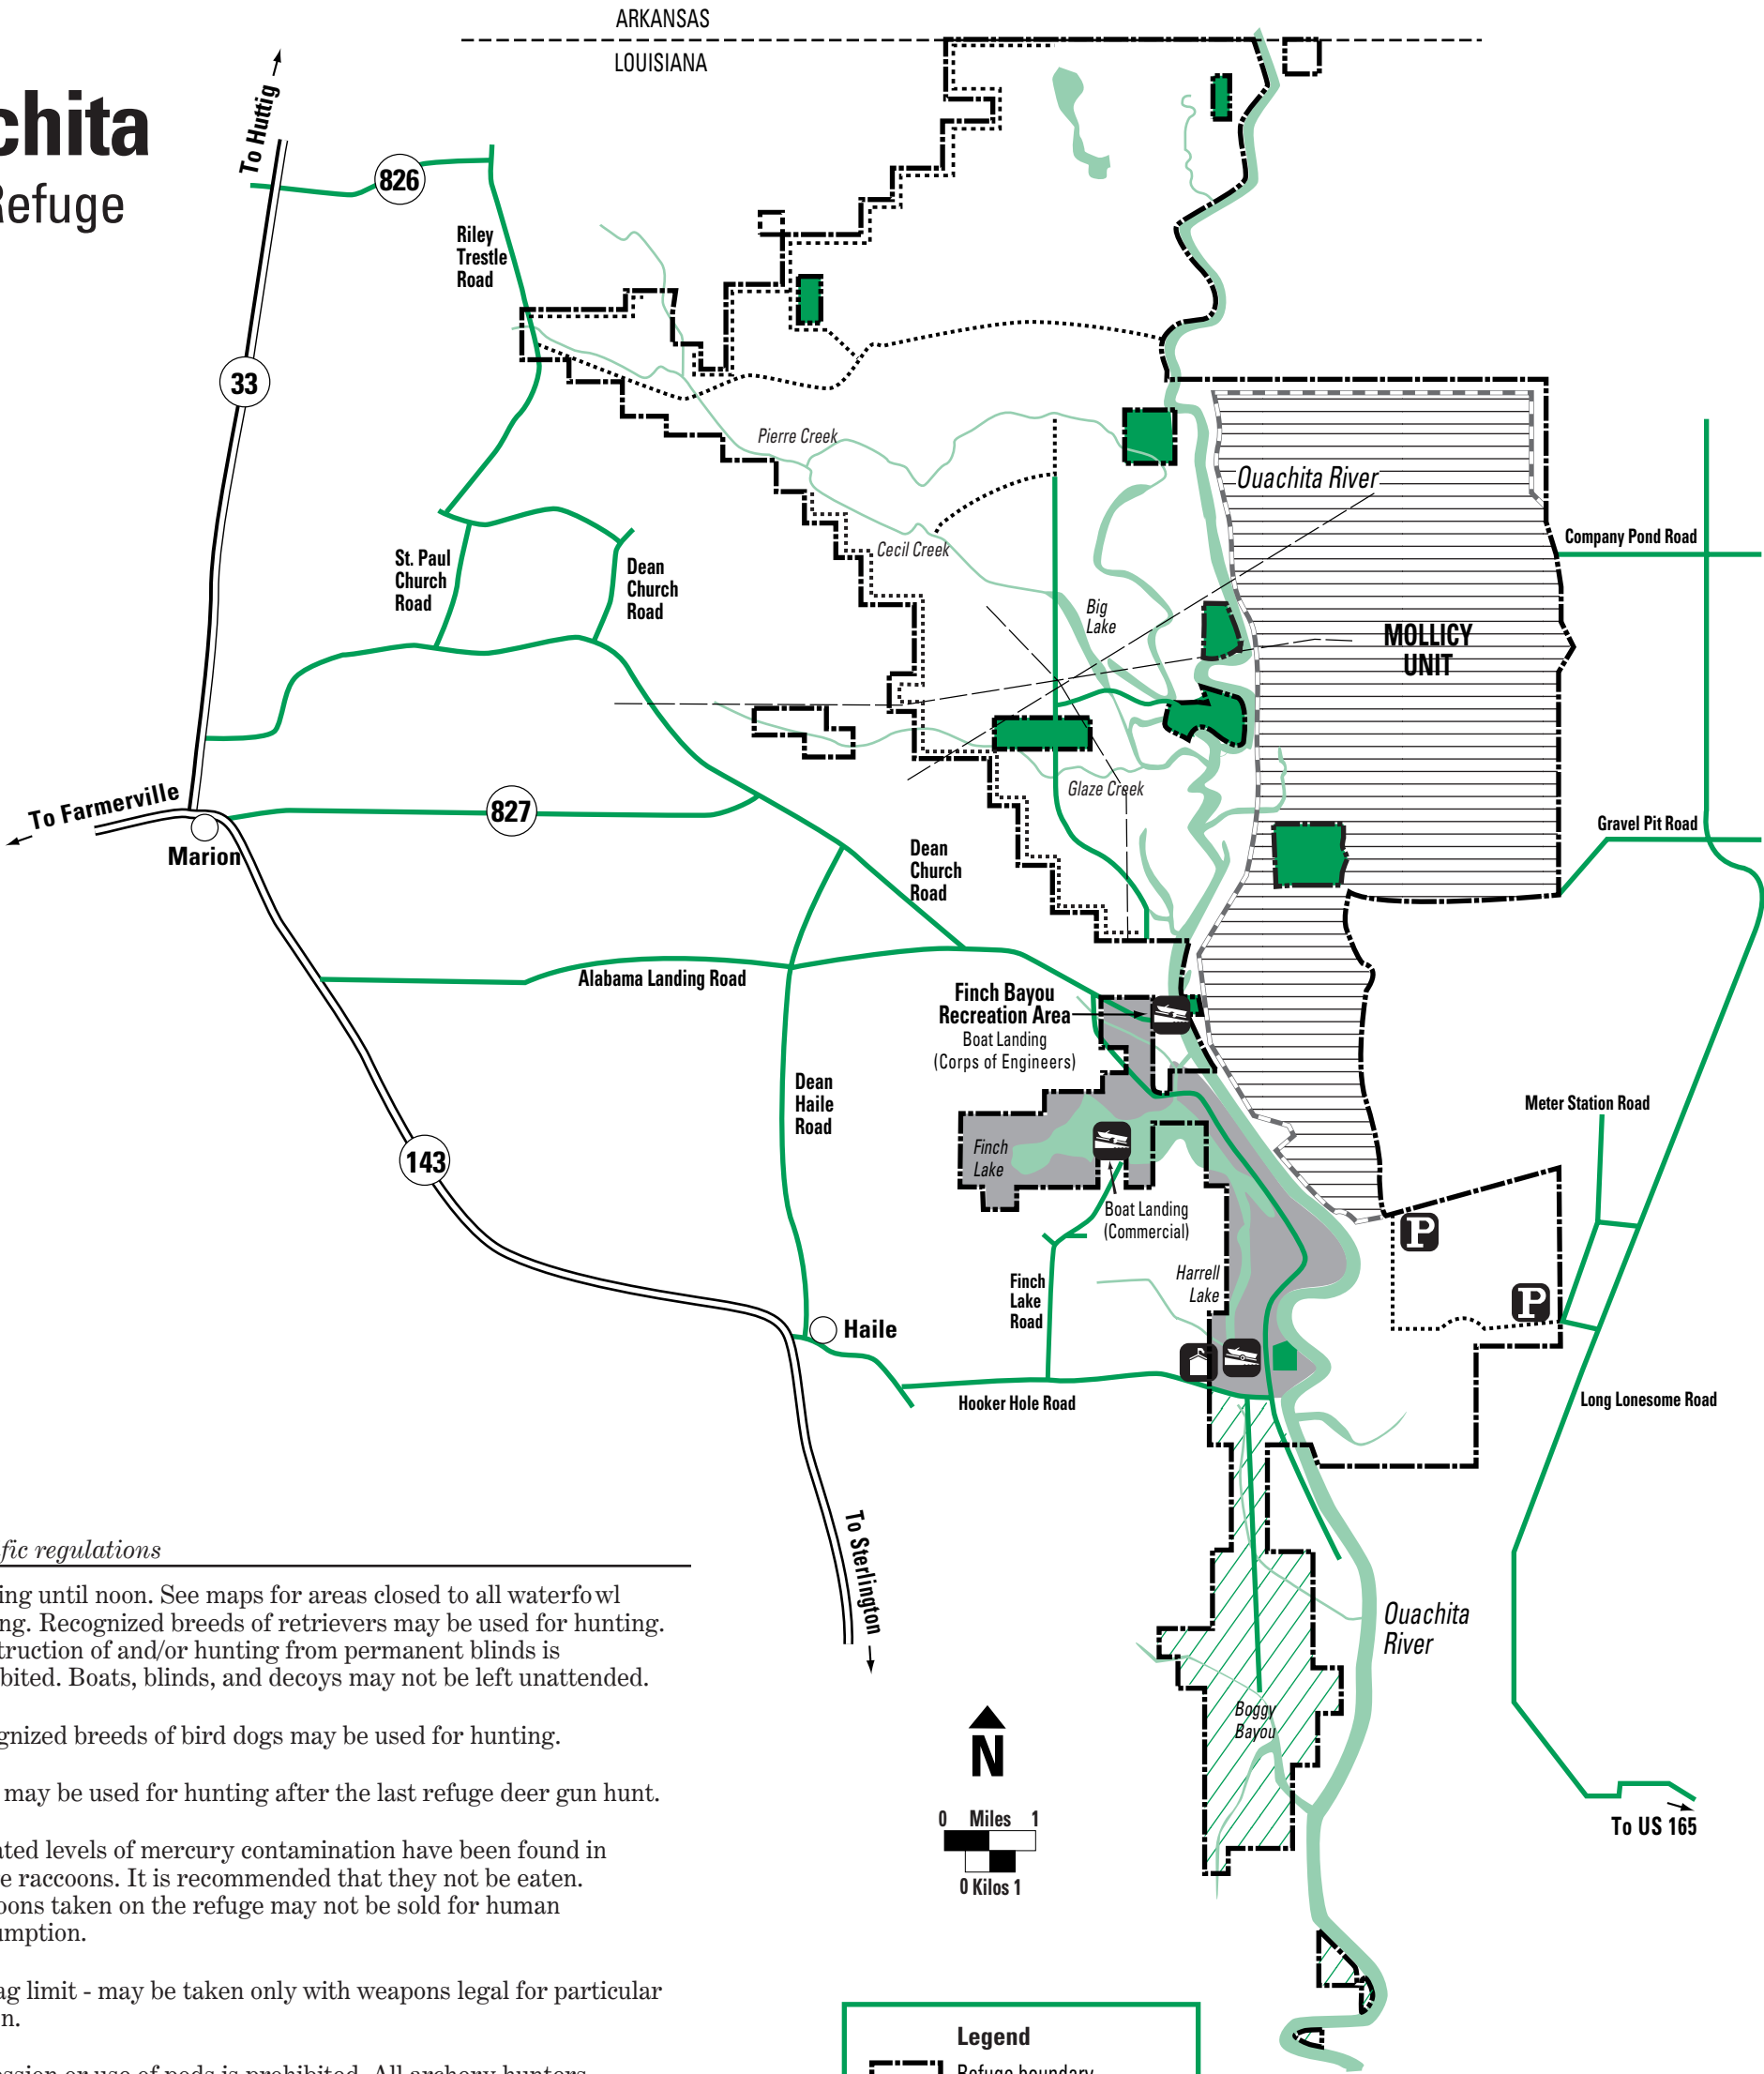 ARKANSAS
LOUISIANA
chita
Refuge
To Huttig
826
Riley
Trestle
Road
33
Pierre Creek
Ouachita River
Company Pond Road
Cecil Creek
St. Paul
Church
Road
Dean
Church
Road
Big
Lake
MOLLICY
UNIT
Glaze Creek
To Farmerville
827
Marion
Gravel Pit Road
Dean
Church
Road
Alabama Landing Road
Finch Bayou
Recreation Area
Boat Landing
(Corps of Engineers)
Dean
Haile
Road
Meter Station Road
143
Finch
Lake
Boat Landing
(Commercial)
P
Harrell
Lake
Finch
Lake
Road
P
Haile
Hooker Hole Road
Long Lonesome Road
To Sterlington
Ouachita
River
Boggy
Bayou
N
0 Miles 1
0 Kilos 1
To US 165
fic regulations
ing until noon. See maps for areas closed to all waterfowl
ng. Recognized breeds of retrievers may be used for hunting.
truction of and/or hunting from permanent blinds is
bited. Boats, blinds, and decoys may not be left unattended.
gnized breeds of bird dogs may be used for hunting.
may be used for hunting after the last refuge deer gun hunt.
ated levels of mercury contamination have been found in
e raccoons. It is recommended that they not be eaten.
oons taken on the refuge may not be sold for human
umption.
ag limit - may be taken only with weapons legal for particular
n.
ession or use of pods is prohibited. All archery hunters
Legend
Refuge boundary